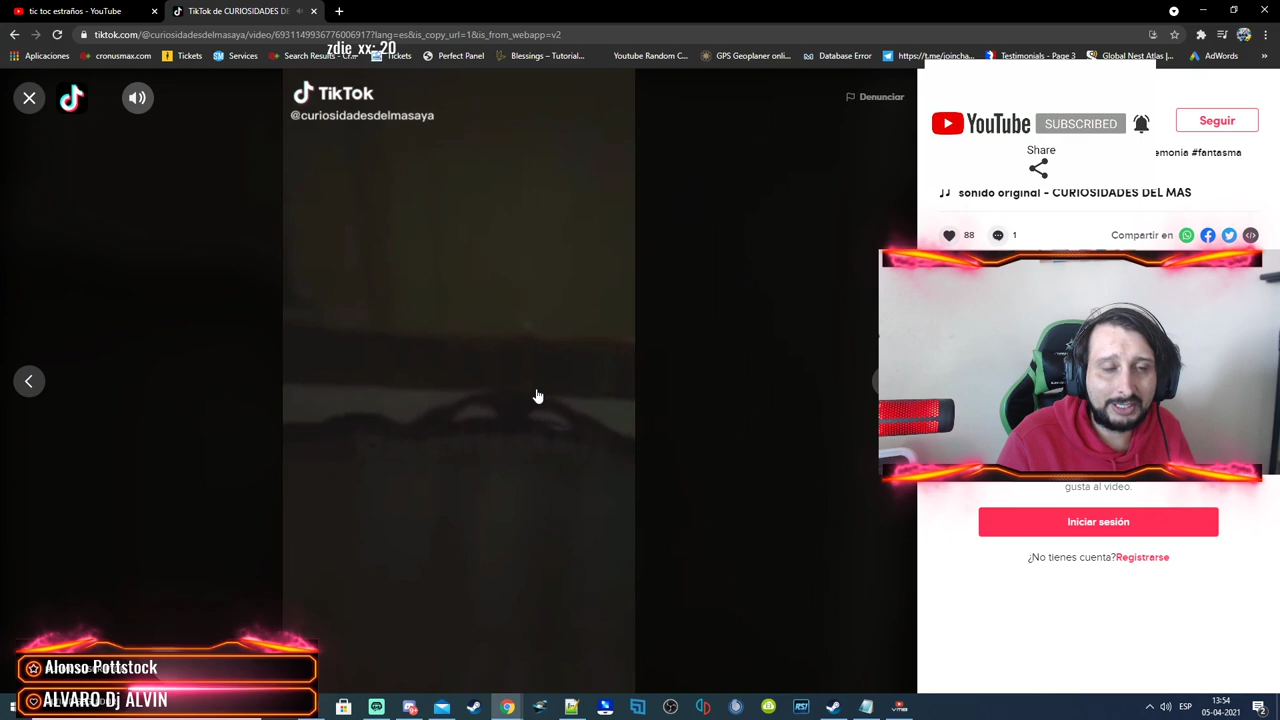 tic toc estraños - YouTube
TikTok de CURIOSIDADES DE
tiktok.com/@curiosidadesdelmasaya/video/6931149936776006917?lang=es&is_copy_url=1&is_from_webapp=v2
zdie_xx: 20
Aplicaciones
cronusmax.com
Tickets
Services
Search Results - C
Ticket
Blessings – Tutorial...
Youtube Random C...
GPS Geoplaner onli...
Database Error
https://t.me/joincha...
Testimonials - Page 3
Global Nest Atlas |...
AdWords
TikTok
@curiosidadesdelmasaya
Denunciar
YouTube SUBSCRIBED
Seguir
Share
emonia #fantasma
sonido original - CURIOSIDADES DEL MAS
88
1
Compartir en
gusta al video.
Iniciar sesión
¿No tienes cuenta?Registrarse
Alonso Pottstock
ALVARO Dj ALVIN
ESP
13:54
05-04-2021